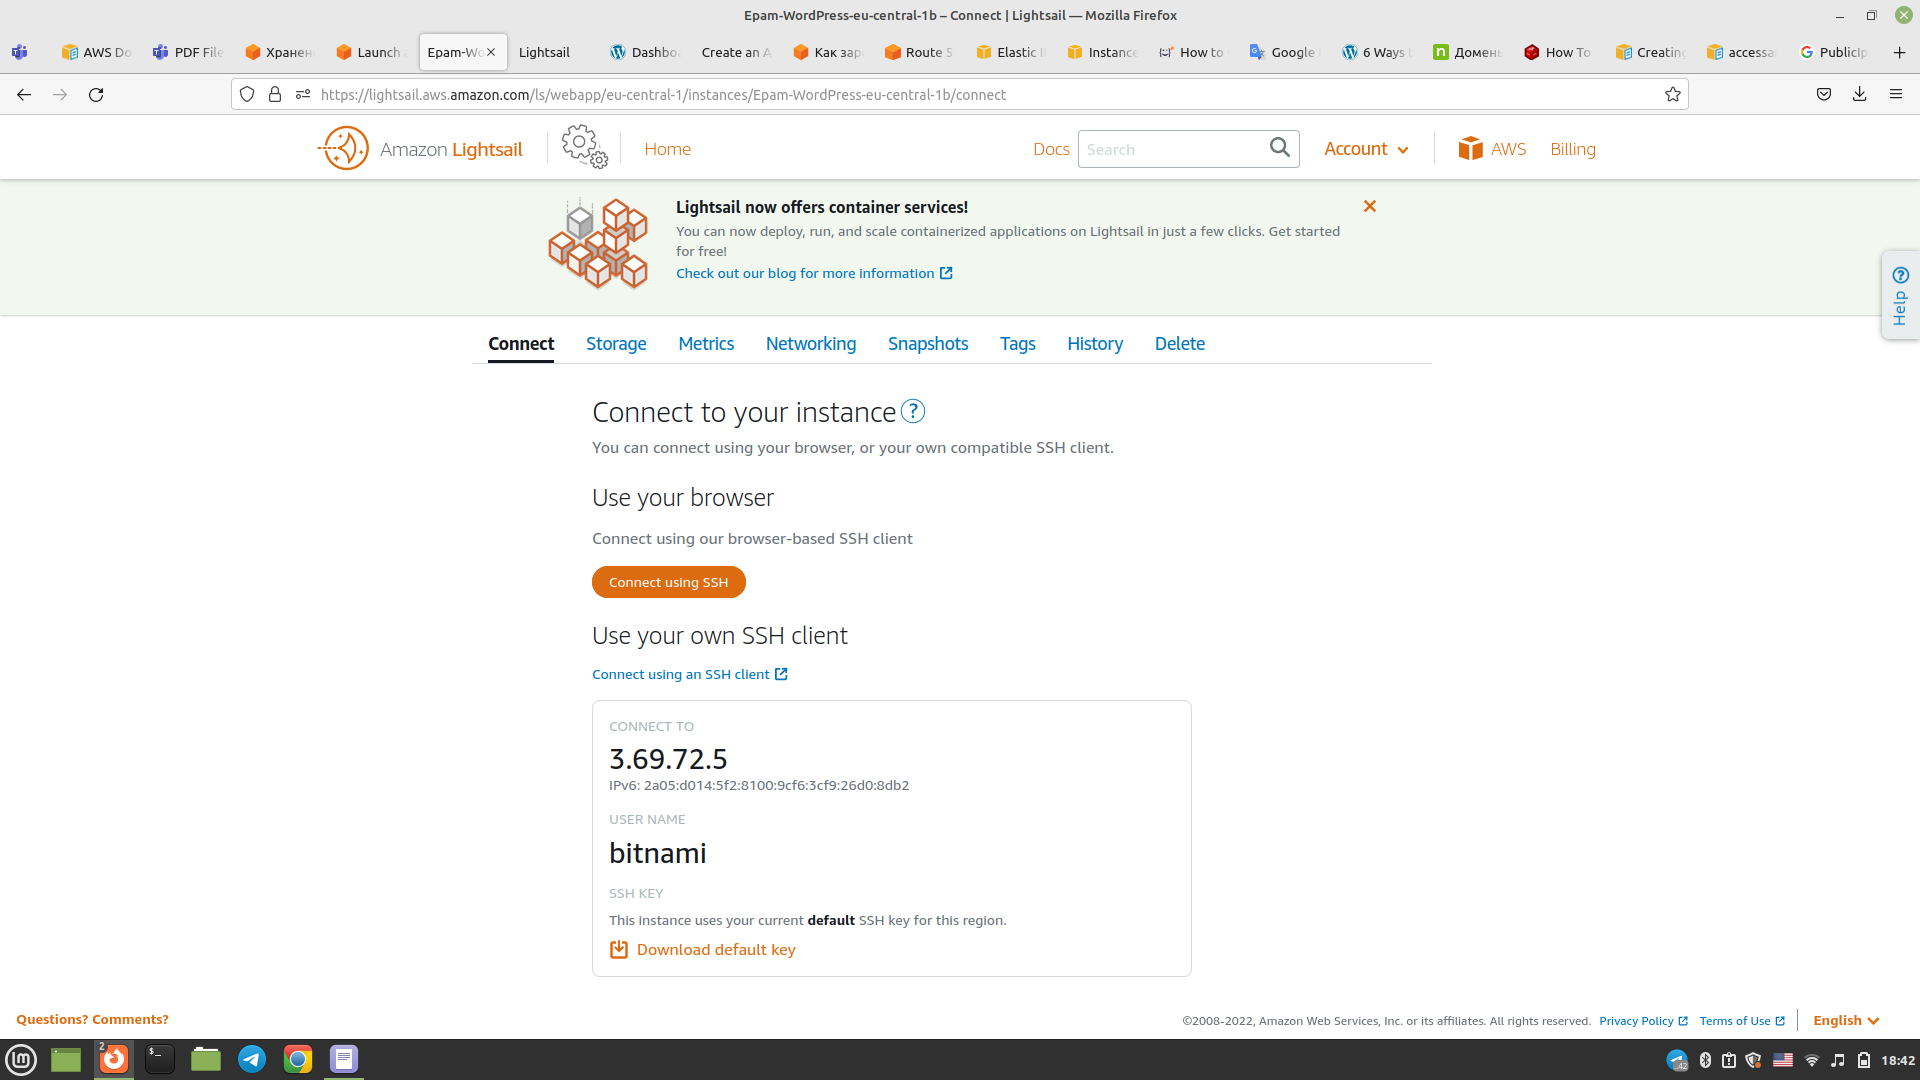 Epam-WordPress-eu-central-1b – Connect | Lightsail — Mozilla Firefox
AWS Do
PDF File
Хранен
Launch
Epam-Wo
Lightsail
Dashbo
Create an A
Как зар
Route 5
Elastic I
Instance
How to
Google
6 Ways
Домень
How To
Creatin
accessa
PublicIp
https://lightsail.aws.amazon.com/ls/webapp/eu-central-1/instances/Epam-WordPress-eu-central-1b/connect
Amazon Lightsail
Home
Docs
Search
Account
AWS
Billing
Lightsail now offers container services!
You can now deploy, run, and scale containerized applications on Lightsail in just a few clicks. Get started
for free!
Check out our blog for more information
Help
Connect
Storage
Metrics
Networking
Snapshots
Tags
History
Delete
Connect to your instance
You can connect using your browser, or your own compatible SSH client.
Use your browser
Connect using our browser-based SSH client
Connect using SSH
Use your own SSH client
Connect using an SSH client
CONNECT TO
3.69.72.5
IPv6: 2a05:d014:5f2:8100:9cf6:3cf9:26d0:8db2
USER NAME
bitnami
SSH KEY
This instance uses your current default SSH key for this region.
Download default key
Questions? Comments?
©2008-2022, Amazon Web Services, Inc. or its affiliates. All rights reserved.
Privacy Policy
Terms of Use
English
2
42
18:42